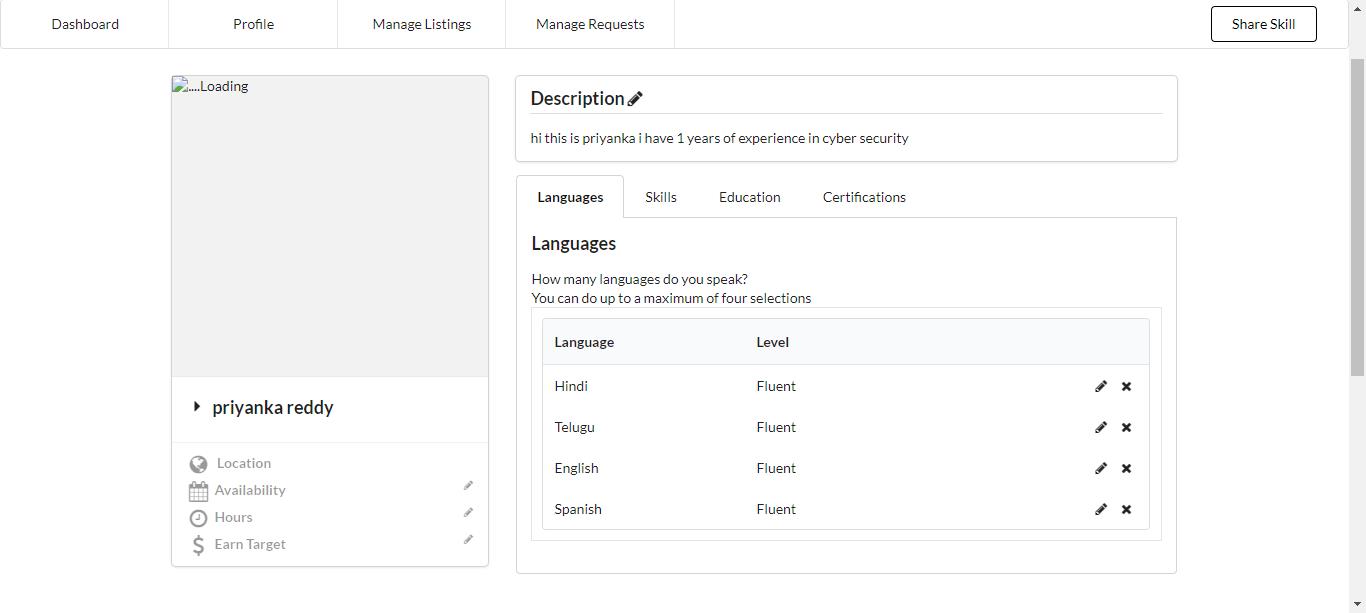 Dashboard
Profile
Manage Listings
Manage Requests
Share Skill
....Loading
priyanka reddy
Location
Availability
Hours
Earn Target
Description
hi this is priyanka i have 1 years of experience in cyber security
Languages
Skills
Education
Certifications
Languages
How many languages do you speak?
You can do up to a maximum of four selections
Language Level
Hindi Fluent
Telugu Fluent
English Fluent
Spanish Fluent